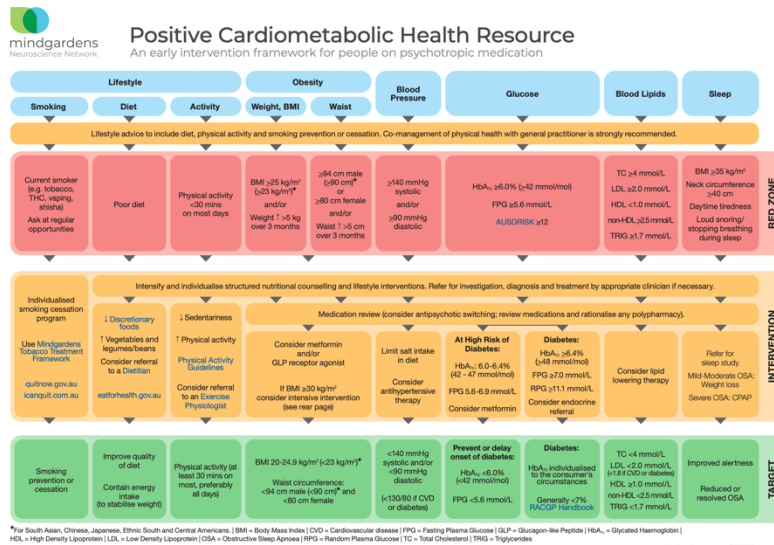 mindgardens
Neuroscience Network
Positive Cardiometabolic Health Resource
An early intervention framework for people on psychotropic medication
Lifestyle
Obesity
Blood
Pressure
Glucose
Blood Lipids
Sleep
Smoking
Diet
Activity
Weight, BMI
Waist
Lifestyle advice to include diet, physical activity and smoking prevention or cessation. Co-management of physical health with general practitioner is strongly recommended.
Current smoker
(e.g. tobacco,
THC, vaping,
shisha)
Ask at regular
opportunities
Poor diet
Physical activity
<30 minutes
on most days
BMI ≥25 kg/m²
(≥23 kg/m²)*
and/or
Weight ↑ >5 kg
over 3 months
≥94 cm male
(≥90 cm)*
or
≥80 cm female
and/or
Waist ↑ >5cm
over 3 months
≥140 mmHg
systolic
and/or
≥90 mmHg
diastolic
HbA₁c ≥6.0% (≥42 mmol/mol)
FPG ≥5.6 mmol/L
AUSDRISK ≥12
TC ≥4 mmol/L
LDL ≥2.0 mmol/L
HDL <1.0 mmol/L
non-HDL ≥2.5 mmol/L
TRIG ≥1.7 mmol/L
BMI ≥35 kg/m²
Neck circumference
≥40 cm
Daytime tiredness
Loud snoring/
stopping breathing
during sleep
RED ZONE
Intensify and individualise structured nutritional counselling and lifestyle interventions. Refer for investigation, diagnosis and treatment by appropriate clinician if necessary.
Medication review (consider antipsychotic switching; review medications and rationalise any polypharmacy).
Individualised
smoking cessation
program
Use Mindgardens
Tobacco Treatment
Framework
quitnow.gov.au
icanquit.com.au
↓ Discretionary
foods
↑ Vegetables and
legumes/beans
Consider referral
to a Dietitian
eatforhealth.gov.au
↓ Sedentariness
↑ Physical activity
Physical Activity
Guidelines
Consider referral
to an Exercise
Physiologist
Consider metformin
and/or
GLP receptor agonist
If BMI ≥30 kg/m²
consider intensive intervention
(see rear page)
Limit salt intake
in diet
Consider
antihypertensive
therapy
At High Risk of
Diabetes:
HbA₁c: 6.0-6.4%
(42 - 47 mmol/mol)
FPG 5.6-6.9 mmol/L
Consider metformin
Diabetes:
HbA₁c ≥6.4%
(≥48 mmol/mol)
FPG ≥7.0 mmol/L
RPG ≥11.1 mmol/L
Consider endocrine
referral
Consider lipid
lowering therapy
Refer for
sleep study
Mild-Moderate OSA:
Weight loss
Severe OSA: CPAP
INTERVENTION
Smoking
prevention or
cessation
Improve quality
of diet
Contain energy
intake
(to stabilise weight)
Physical activity (at
least 30 mins on
most, preferably
all days)
BMI 20-24.9 kg/m² (<23 kg/m²)*
Waist circumference:
<94 cm male (<90 cm)* and
<80 cm female
<140 mmHg
systolic and/or
<90 mmHg
diastolic
(<130/80 if CVD
or diabetes)
Prevent or delay
onset of diabetes:
HbA₁c <6.0%
(<42 mmol/mol)
FPG <5.6 mmol/L
Diabetes:
HbA₁c individualised
to the consumer's
circumstances
Generally <7%
RACGP Handbook
TC <4 mmol/L
LDL <2.0 mmol/L
(<1.8 if CVD or diabetes)
HDL ≥1.0 mmol/L
non-HDL <2.5 mmol/L
TRIG <1.7 mmol/L
Improved alertness
Reduced or
resolved OSA
TARGET
*For South Asian, Chinese, Japanese, Ethnic South and Central Americans. | BMI = Body Mass Index | CVD = Cardiovascular disease | FPG = Fasting Plasma Glucose | GLP = Glucagon-like Peptide | HbA₁c = Glycated Haemoglobin |
HDL = High Density Lipoprotein | LDL = Low Density Lipoprotein | OSA = Obstructive Sleep Apnoea | RPG = Random Plasma Glucose | TC = Total Cholesterol | TRIG = Triglycerides